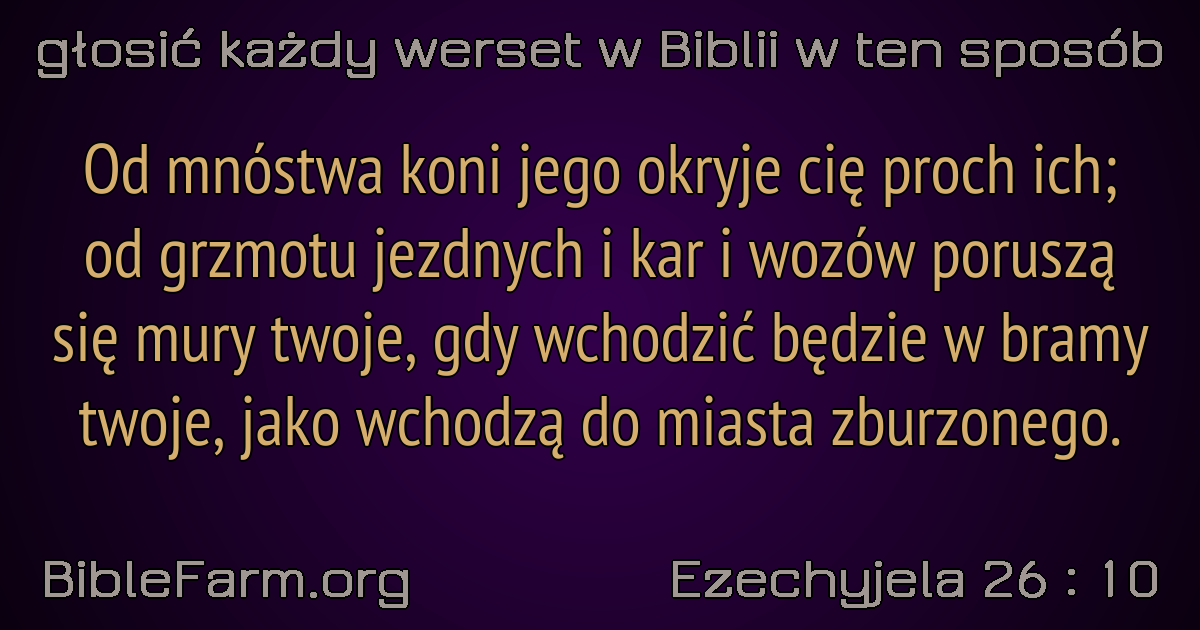 głosić każdy werset w Biblii w ten sposób
Od mnóstwa koni jego okryje cię proch ich;
od grzmotu jezdnych i kar i wozów poruszą
się mury twoje, gdy wchodzić będzie w bramy
twoje, jako wchodzą do miasta zburzonego.
BibleFarm.org
Ezechyjela 26 : 10